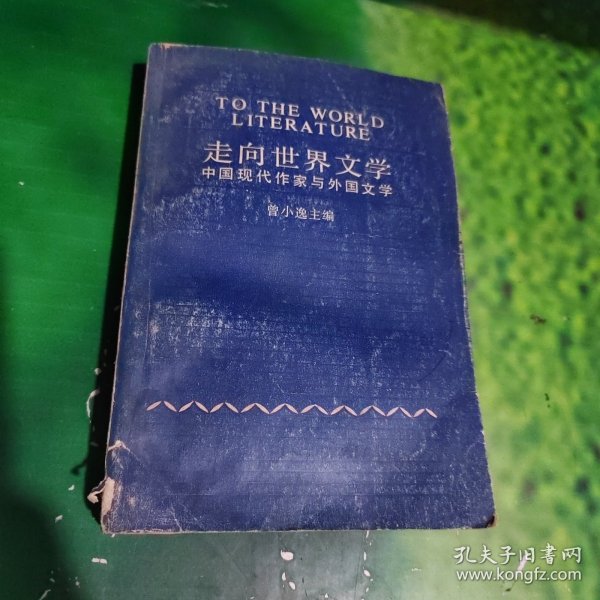 TO THE WORLD
LITERATURE
走向世界文学
中国现代作家与外国文学
曾小逸主编
孔夫子旧書网
www.kongfz.com